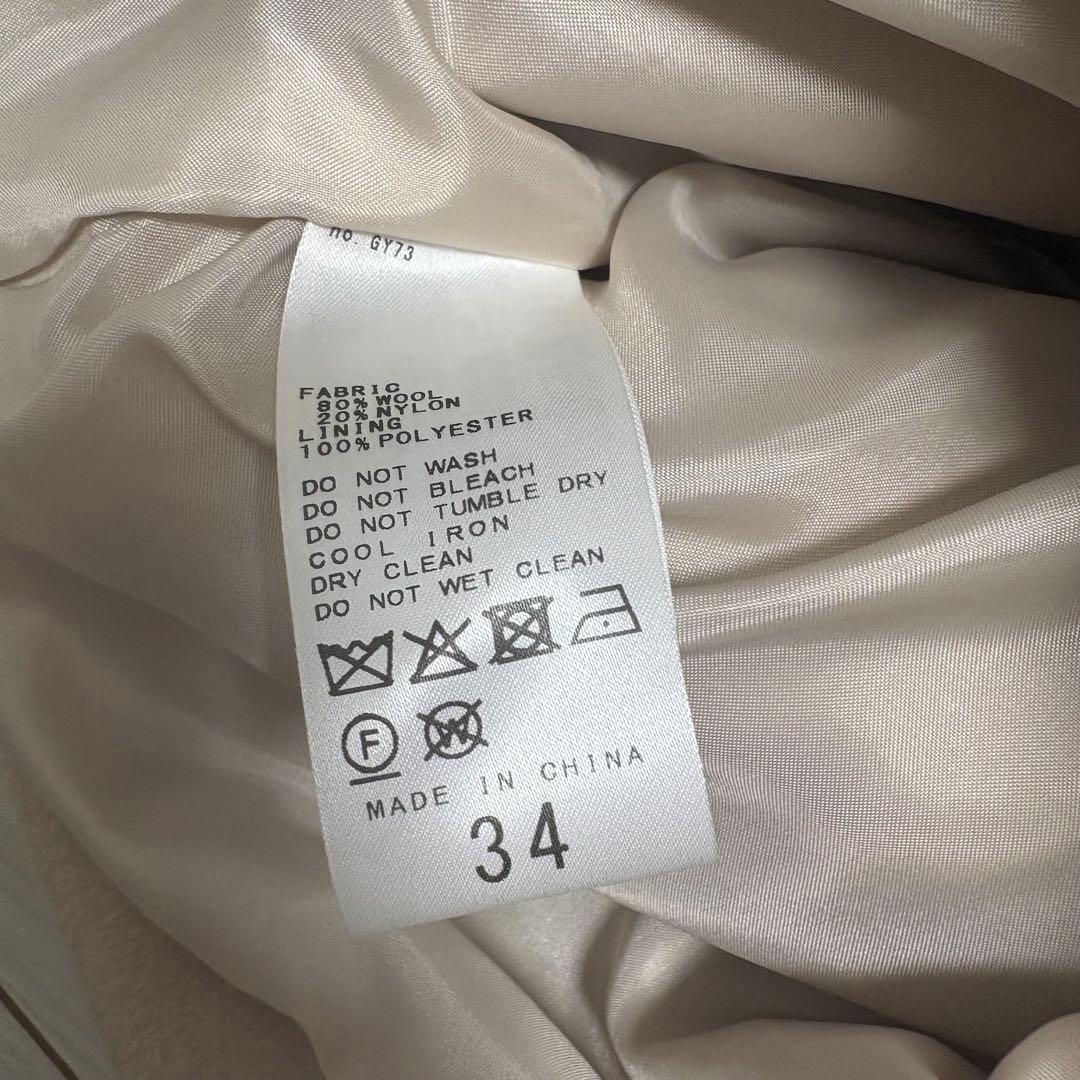 no. GY73
FABRIC
80% WOOL
20% NYLON
LINING
100% POLYESTER
DO NOT WASH
DO NOT BLEACH
DO NOT TUMBLE DRY
COOL IRON
DRY CLEAN
DO NOT WET CLEAN
F W
MADE IN CHINA
34